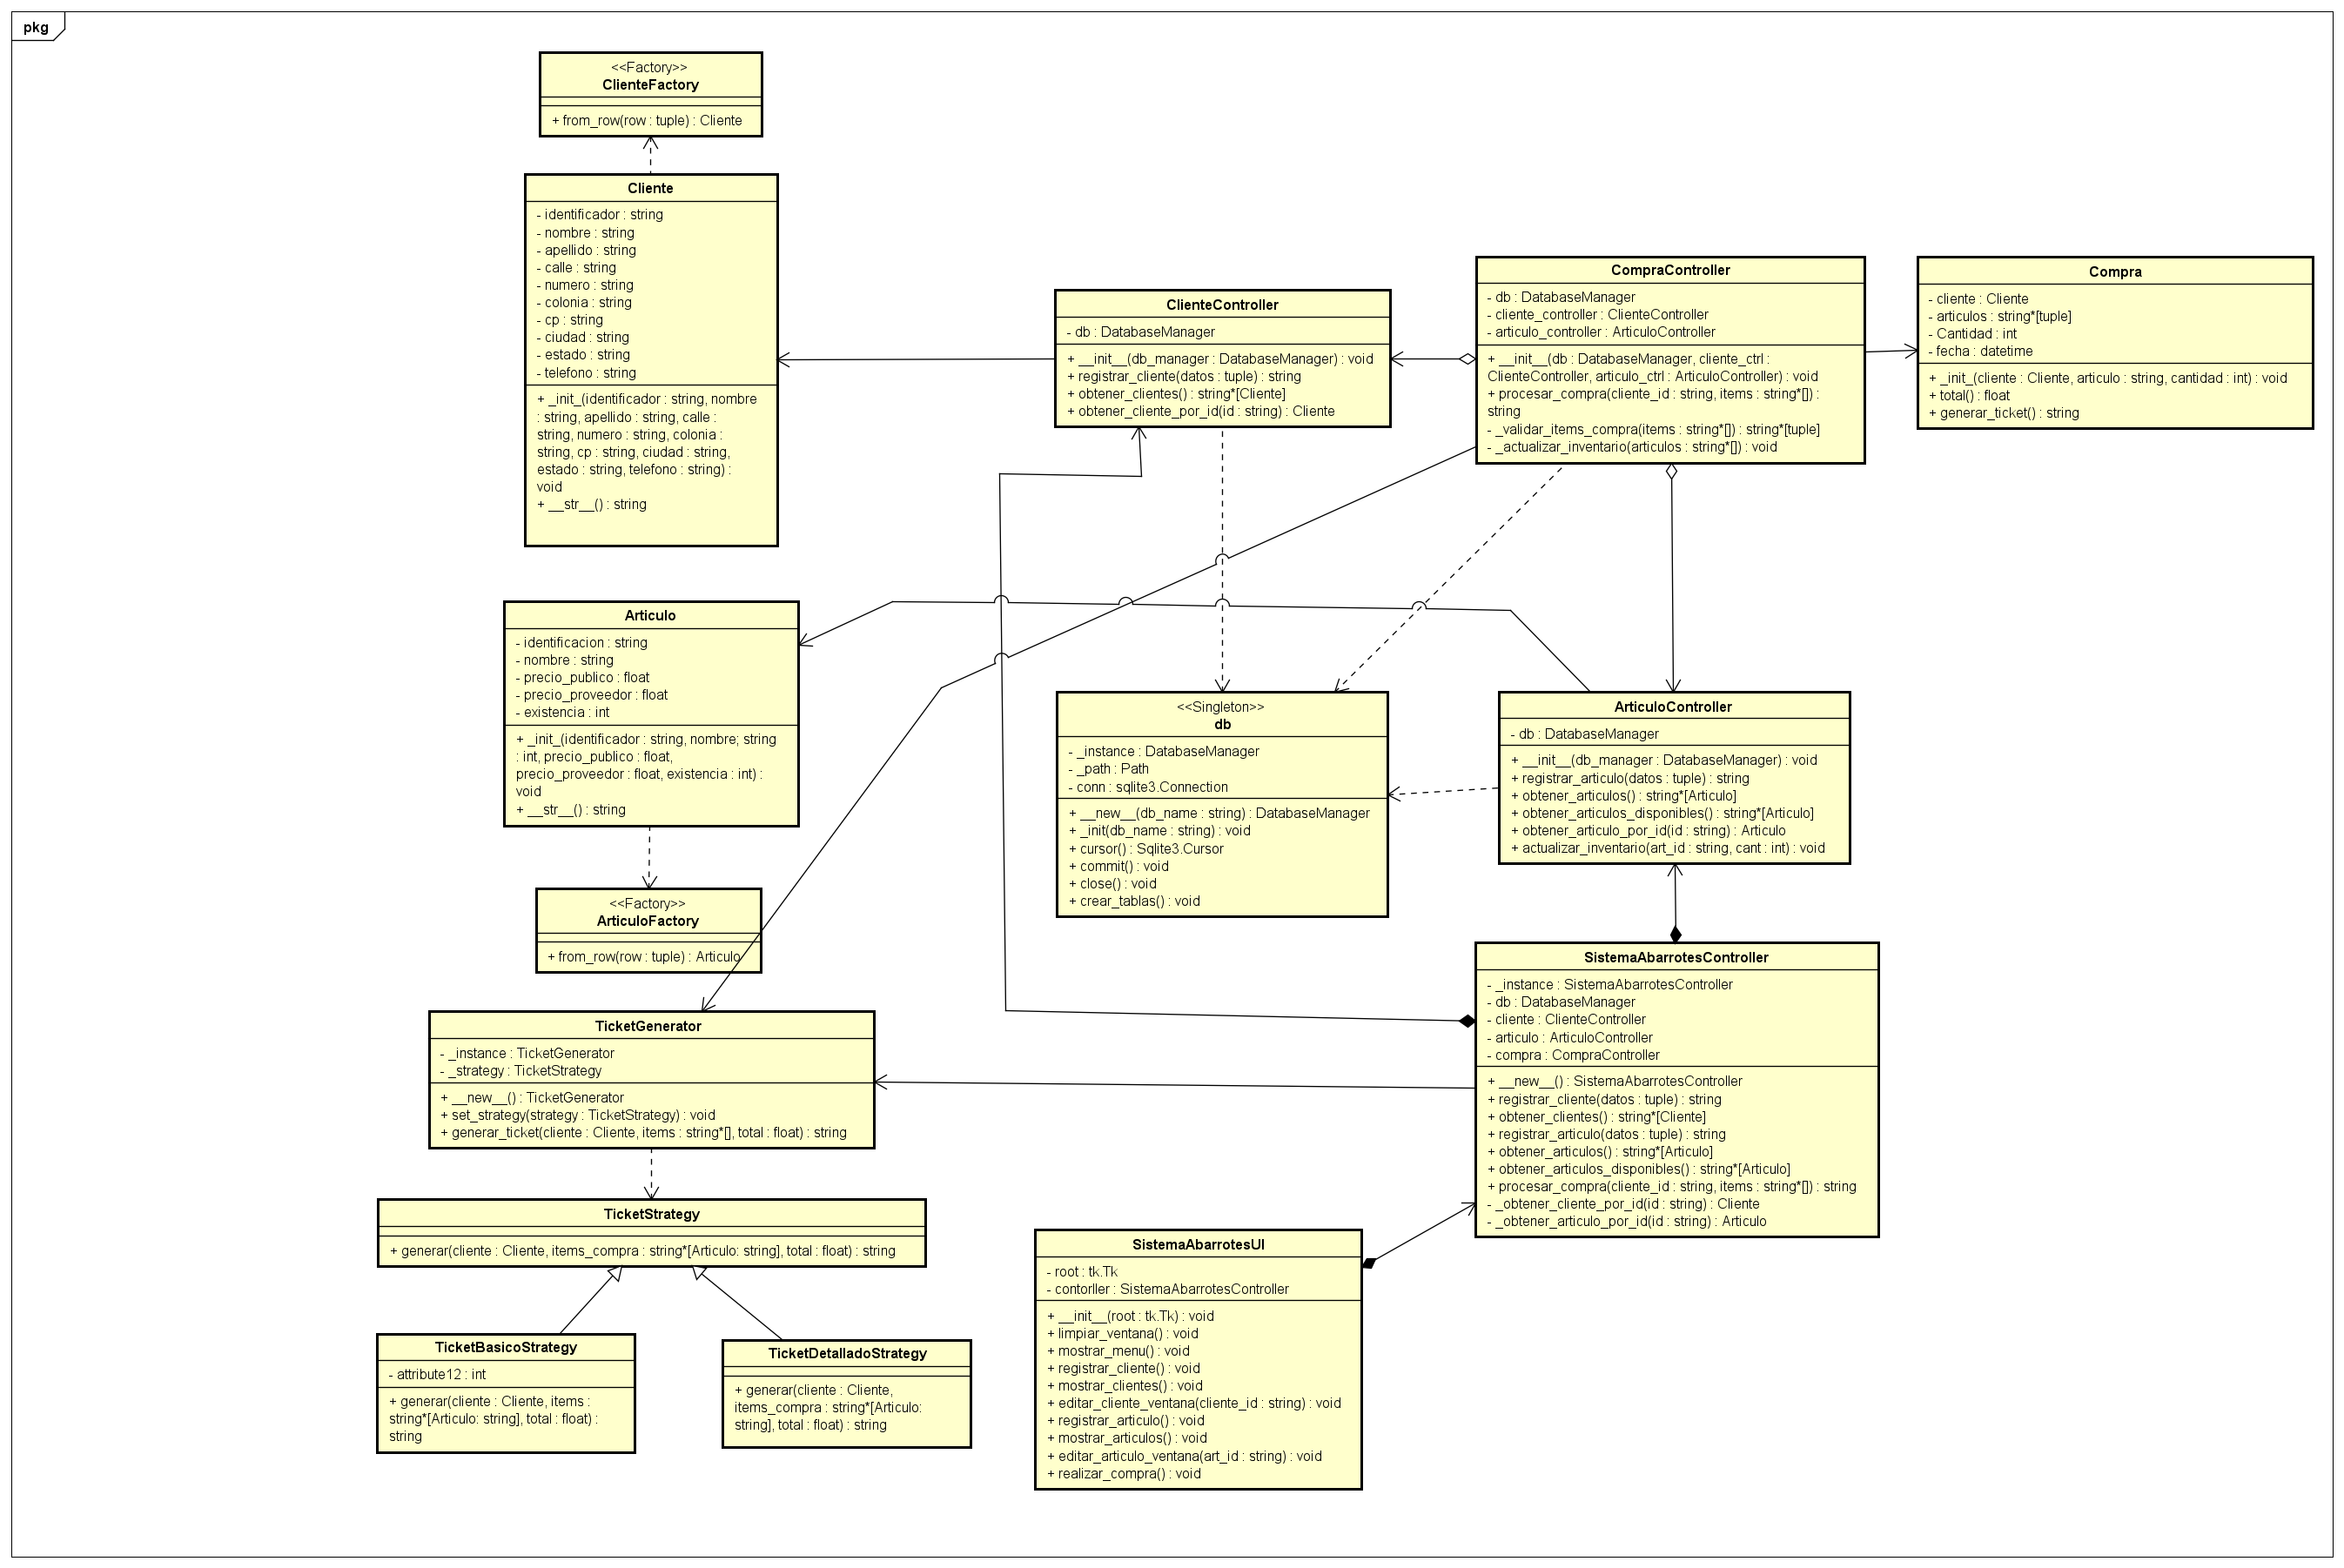 pkg
<<Factory>>
ClienteFactory
+ from_row(row : tuple) : Cliente
Cliente
- identificador : string
- nombre : string
- apellido : string
- calle : string
- numero : string
- colonia : string
- cp : string
- ciudad : string
- estado : string
- telefono : string
+ _init_(identificador : string, nombre
: string, apellido : string, calle :
string, numero : string, colonia :
string, cp : string, ciudad : string,
estado : string, telefono : string) :
void
+ __str__() : string
ClienteController
- db : DatabaseManager
+ __init__(db_manager : DatabaseManager) : void
+ registrar_cliente(datos : tuple) : string
+ obtener_clientes() : string*[Cliente]
+ obtener_cliente_por_id(id : string) : Cliente
CompraController
- db : DatabaseManager
- cliente_controller : ClienteController
- articulo_controller : ArticuloController
+ __init__(db : DatabaseManager, cliente_ctrl :
ClienteController, articulo_ctrl : ArticuloController) : void
+ procesar_compra(cliente_id : string, items : string*[]) :
string
- _validar_items_compra(items : string*[]) : string*[tuple]
- _actualizar_inventario(articulos : string*[]) : void
Compra
- cliente : Cliente
- articulos : string*[tuple]
- Cantidad : int
- fecha : datetime
+ _init_(cliente : Cliente, articulo : string, cantidad : int) : void
+ total() : float
+ generar_ticket() : string
Articulo
- identificacion : string
- nombre : string
- precio_publico : float
- precio_proveedor : float
- existencia : int
+ _init_(identificador : string, nombre; string
: int, precio_publico : float,
precio_proveedor : float, existencia : int) :
void
+ __str__() : string
<<Singleton>>
db
- _instance : DatabaseManager
- _path : Path
- conn : sqlite3.Connection
+ __new__(db_name : string) : DatabaseManager
+ _init(db_name : string) : void
+ cursor() : Sqlite3.Cursor
+ commit() : void
+ close() : void
+ crear_tablas() : void
ArticuloController
- db : DatabaseManager
+ __init__(db_manager : DatabaseManager) : void
+ registrar_articulo(datos : tuple) : string
+ obtener_articulos() : string*[Articulo]
+ obtener_articulos_disponibles() : string*[Articulo]
+ obtener_articulo_por_id(id : string) : Articulo
+ actualizar_inventario(art_id : string, cant : int) : void
<<Factory>>
ArticuloFactory
+ from_row(row : tuple) : Articulo
SistemaAbarrotesController
- _instance : SistemaAbarrotesController
- db : DatabaseManager
- cliente : ClienteController
- articulo : ArticuloController
- compra : CompraController
+ __new__() : SistemaAbarrotesController
+ registrar_cliente(datos : tuple) : string
+ obtener_clientes() : string*[Cliente]
+ registrar_articulo(datos : tuple) : string
+ obtener_articulos() : string*[Articulo]
+ obtener_articulos_disponibles() : string*[Articulo]
+ procesar_compra(cliente_id : string, items : string*[]) : string
- _obtener_cliente_por_id(id : string) : Cliente
- _obtener_articulo_por_id(id : string) : Articulo
TicketGenerator
- _instance : TicketGenerator
- _strategy : TicketStrategy
+ __new__() : TicketGenerator
+ set_strategy(strategy : TicketStrategy) : void
+ generar_ticket(cliente : Cliente, items : string*[], total : float) : string
TicketStrategy
+ generar(cliente : Cliente, items_compra : string*[Articulo: string], total : float) : string
SistemaAbarrotesUI
- root : tk.Tk
- contorller : SistemaAbarrotesController
+ __init__(root : tk.Tk) : void
+ limpiar_ventana() : void
+ mostrar_menu() : void
+ registrar_cliente() : void
+ mostrar_clientes() : void
+ editar_cliente_ventana(cliente_id : string) : void
+ registrar_articulo() : void
+ mostrar_articulos() : void
+ editar_articulo_ventana(art_id : string) : void
+ realizar_compra() : void
TicketBasicoStrategy
- attribute12 : int
+ generar(cliente : Cliente, items :
string*[Articulo: string], total : float) :
string
TicketDetalladoStrategy
+ generar(cliente : Cliente,
items_compra : string*[Articulo:
string], total : float) : string